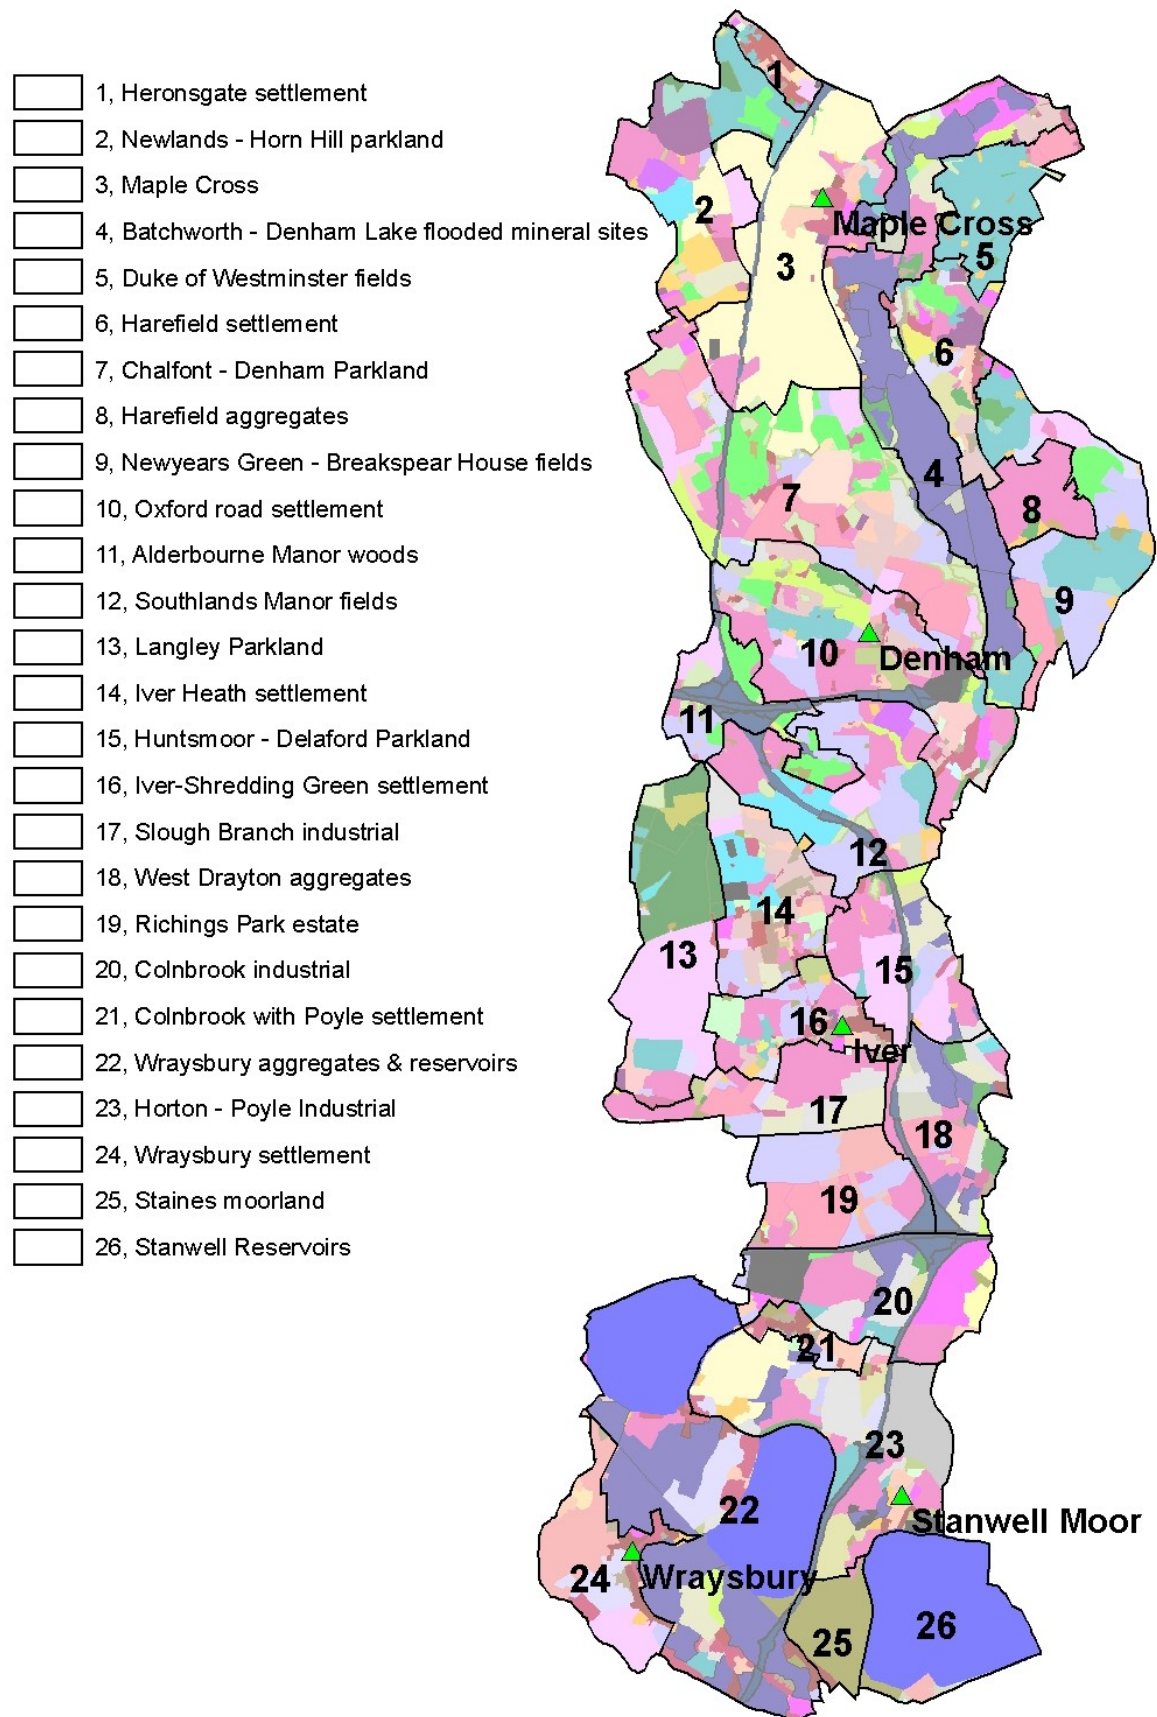 1, Heronsgate settlement
2, Newlands - Horn Hill parkland
3, Maple Cross
4, Batchworth - Denham Lake flooded mineral sites
5, Duke of Westminster fields
6, Harefield settlement
7, Chalfont - Denham Parkland
8, Harefield aggregates
9, Newyears Green - Breakspear House fields
10, Oxford road settlement
11, Alderbourne Manor woods
12, Southlands Manor fields
13, Langley Parkland
14, Iver Heath settlement
15, Huntsmoor - Delaford Parkland
16, Iver-Shredding Green settlement
17, Slough Branch industrial
18, West Drayton aggregates
19, Richings Park estate
20, Colnbrook industrial
21, Colnbrook with Poyle settlement
22, Wraysbury aggregates & reservoirs
23, Horton - Poyle Industrial
24, Wraysbury settlement
25, Staines moorland
26, Stanwell Reservoirs
1
2
Maple Cross
5
3
6
4
7
8
9
10
Denham
11
12
14
13
15
16
Iver
17
18
19
20
21
23
22
Stanwell Moor
24
Wraysbury
25
26